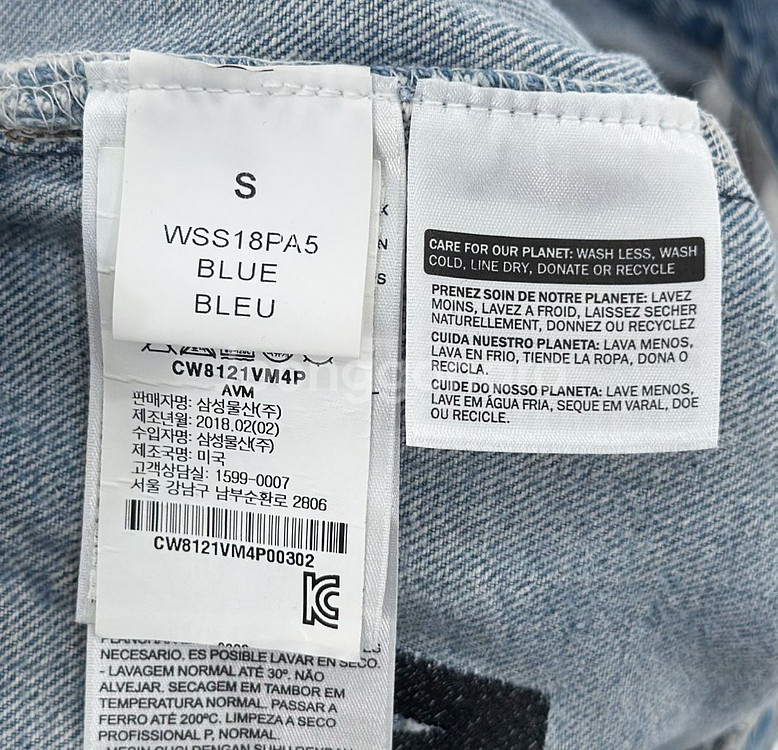 S
WSS18PA5
BLUE
BLEU
K
N
S
CW8121VM4P
AVM
판매자명: 삼성물산(주)
제조년월: 2018.02(02)
수입자명: 삼성물산(주)
제조국명: 미국
고객상담실: 1599-0007
서울 강남구 남부순환로 2806
CW8121VM4P00302
NECESARIO, ES POSIBLE LAVAR EN SECO.
- LAVAGEM NORMAL ATÉ 30º. NÃO
ALVEJAR. SECAGEM EM TAMBOR EM
TEMPERATURA NORMAL. PASSAR A
FERRO ATÉ 200ºC. LIMPEZA A SECO
PROFISSIONAL P, NORMAL.
CARE FOR OUR PLANET: WASH LESS, WASH
COLD, LINE DRY, DONATE OR RECYCLE
PRENEZ SOIN DE NOTRE PLANETE: LAVEZ
MOINS, LAVEZ A FROID, LAISSEZ SECHER
NATURELLEMENT, DONNEZ OU RECYCLEZ
CUIDA NUESTRO PLANETA: LAVA MENOS,
LAVA EN FRIO, TIENDE LA ROPA, DONA O
RECICLA.
CUIDE DO NOSSO PLANETA: LAVE MENOS,
LAVE EM ÁGUA FRIA, SEQUE EM VARAL, DOE
OU RECICLE.